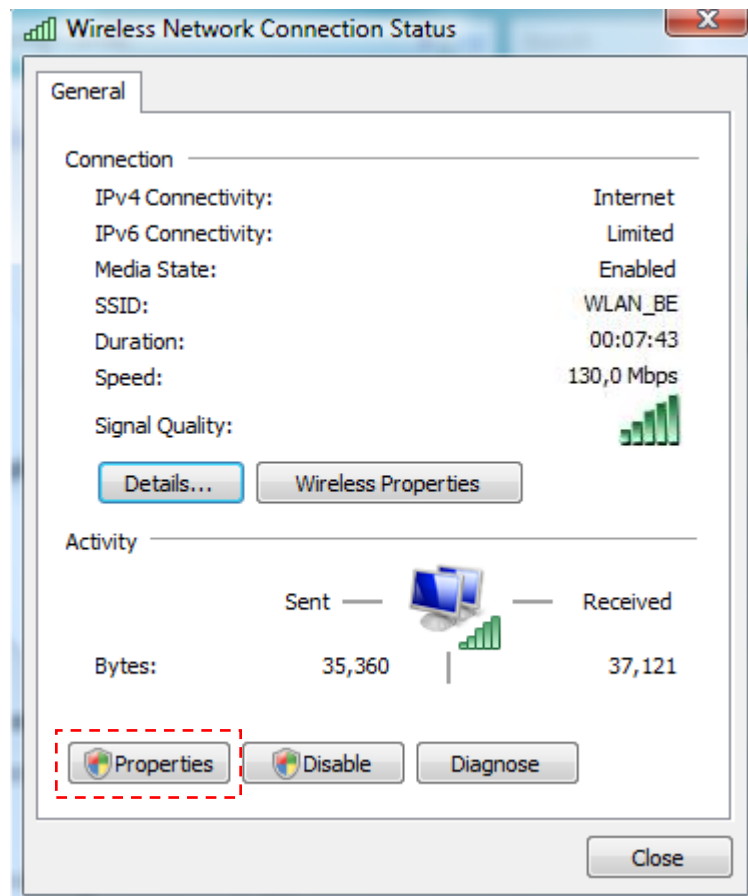 Wireless Network Connection Status
General
Connection
IPv4 Connectivity: Internet
IPv6 Connectivity: Limited
Media State: Enabled
SSID: WLAN_BE
Duration: 00:07:43
Speed: 130,0 Mbps
Signal Quality:
Details... Wireless Properties
Activity
Sent Received
Bytes: 35,360 37,121
Properties Disable Diagnose
Close